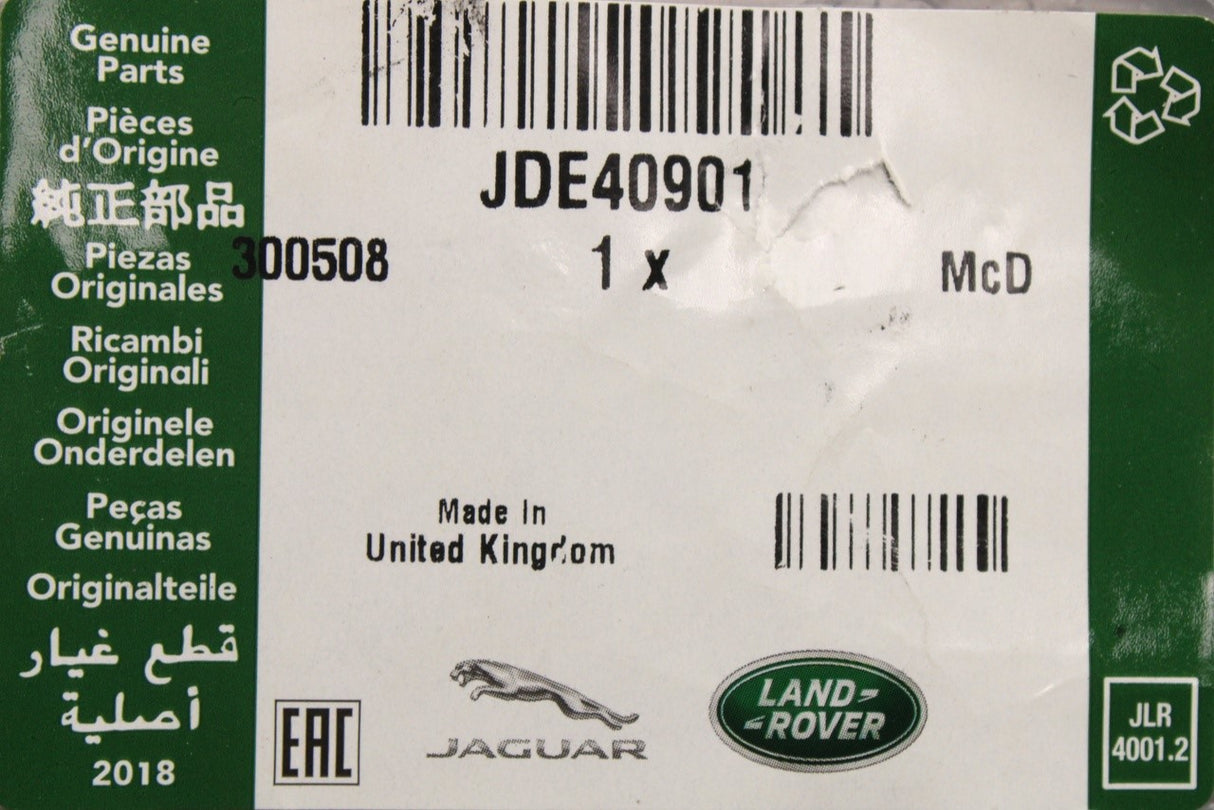 Genuine
Parts
Pièces
d'Origine
純正部品
Piezas
Originales
Ricambi
Originali
Originele
Onderdelen
Peças
Genuinas
Originalteile
قطع غيار
أصلية
2018
JDE40901
300508 1 x McD
Made In
United Kingdom
EAC
JAGUAR
LAND-
-ROVER
JLR
4001.2